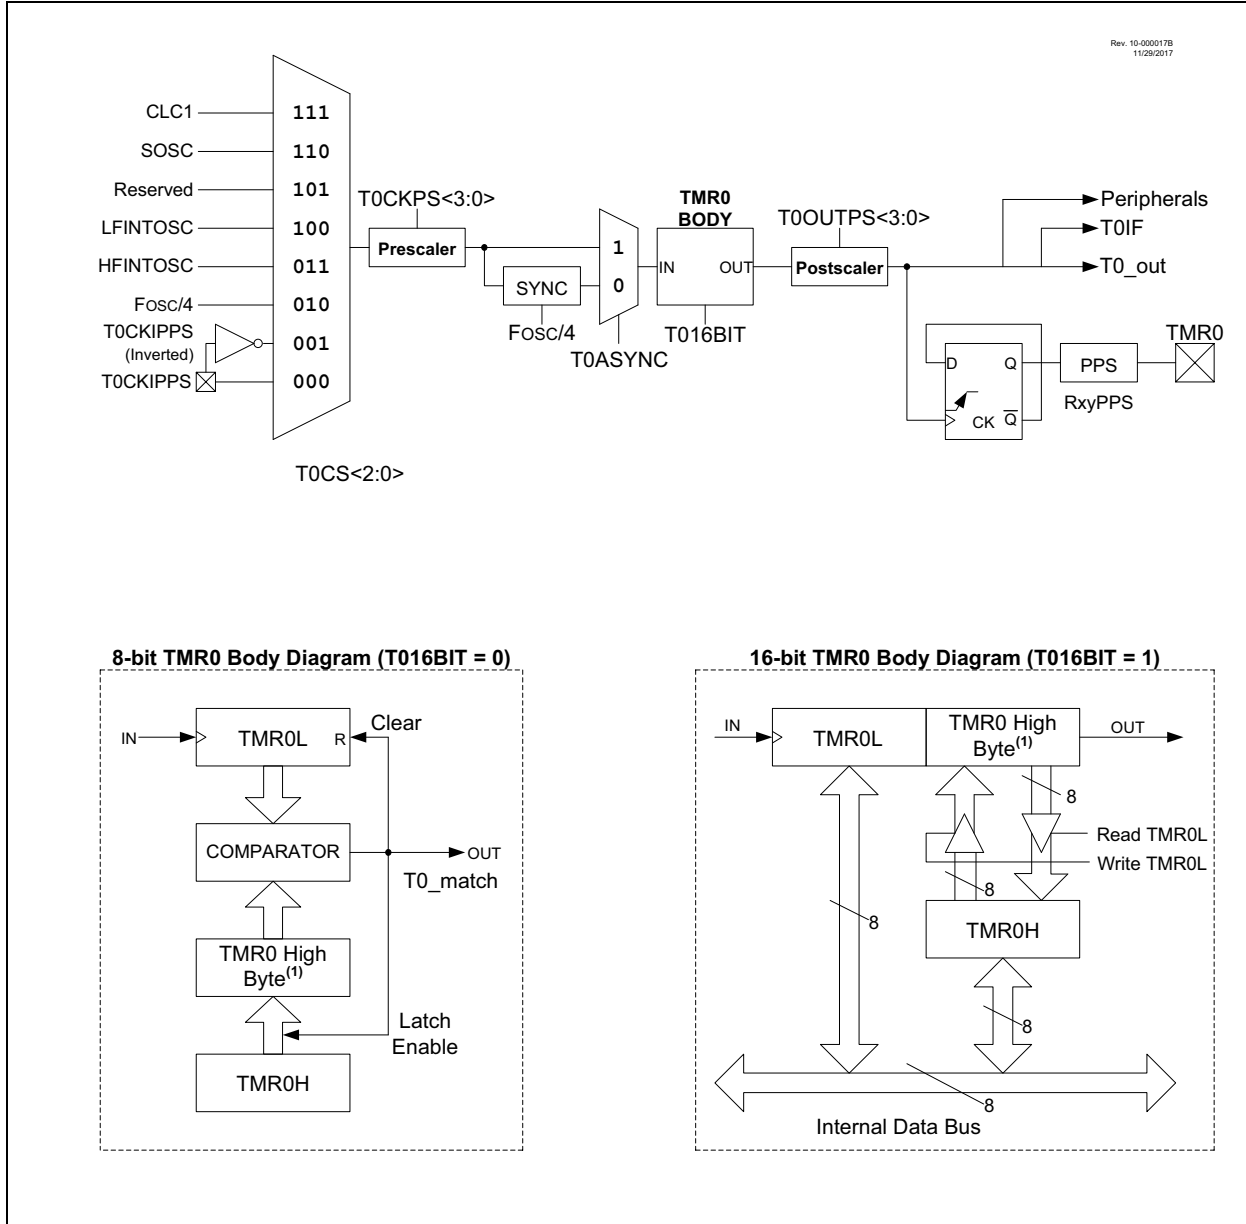 Rev. 10-000017B
11/29/2017
CLC1
111
SOSC
110
Reserved
101
LFINTOSC
100
HFINTOSC
011
Fosc/4
010
T0CKIPPS
(Inverted)
001
T0CKIPPS
000
T0CS<2:0>
T0CKPS<3:0>
Prescaler
SYNC
Fosc/4
1
0
T0ASYNC
TMR0
BODY
IN
OUT
T016BIT
T0OUTPS<3:0>
Postscaler
Peripherals
T0IF
T0_out
D
Q
CK
Q
PPS
RxyPPS
TMR0
8-bit TMR0 Body Diagram (T016BIT = 0)
IN
TMR0L
R
Clear
COMPARATOR
OUT
T0_match
TMR0 High
Byte(1)
Latch
Enable
TMR0H
16-bit TMR0 Body Diagram (T016BIT = 1)
IN
TMR0L
TMR0 High
Byte(1)
OUT
8
Read TMR0L
Write TMR0L
8
8
TMR0H
8
8
Internal Data Bus